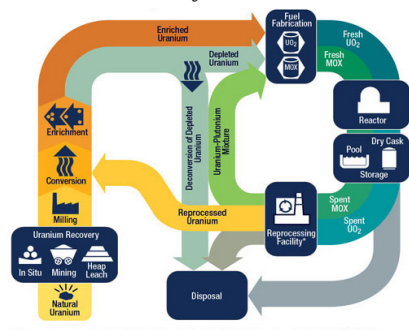 Enriched
Uranium
Depleted
Uranium
Fuel
Fabrication
UO₂
MOX
Fresh
UO₂
Fresh
MOX
Reactor
Dry Cask
Pool
Storage
Spent
MOX
Spent
UO₂
Reprocessing
Facility*
Uranium-Plutonium
Mixture
Deconversion of Depleted
Uranium
Reprocessed
Uranium
Disposal
Enrichment
Conversion
Milling
Uranium Recovery
In Situ
Mining
Heap
Leach
Natural
Uranium